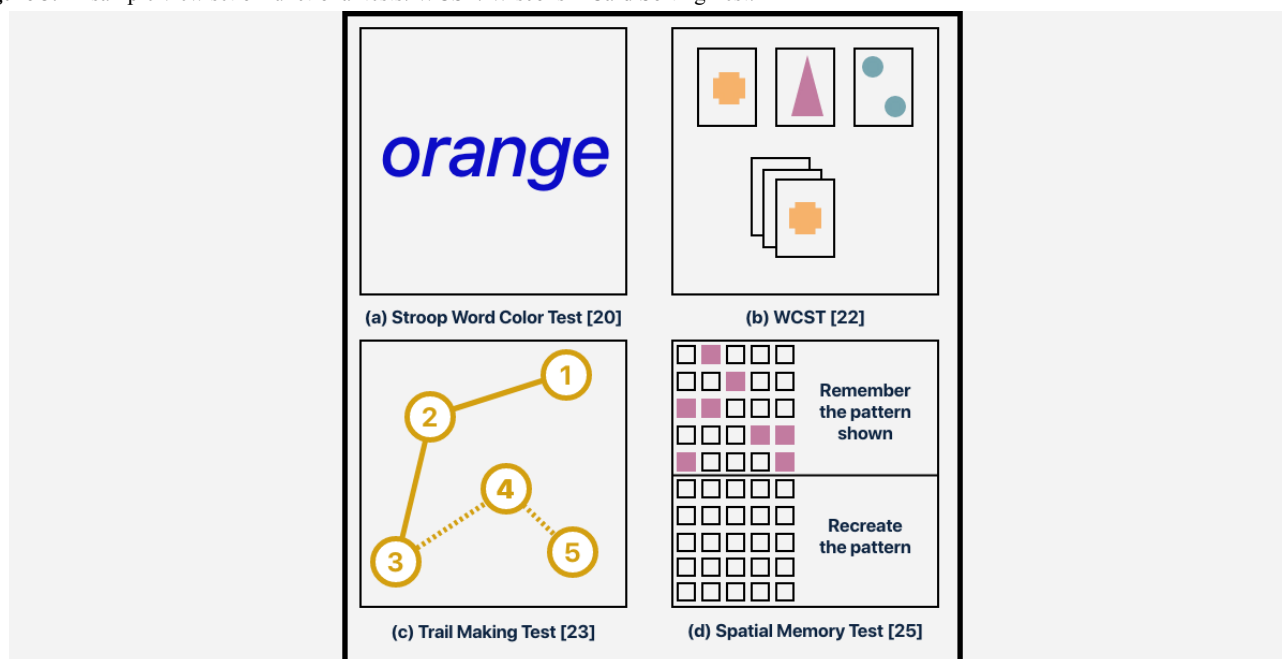 orange
(a) Stroop Word Color Test [20]
(b) WCST [22]
1
2
3
4
5
(c) Trail Making Test [23]
Remember
the pattern
shown
Recreate
the pattern
(d) Spatial Memory Test [25]